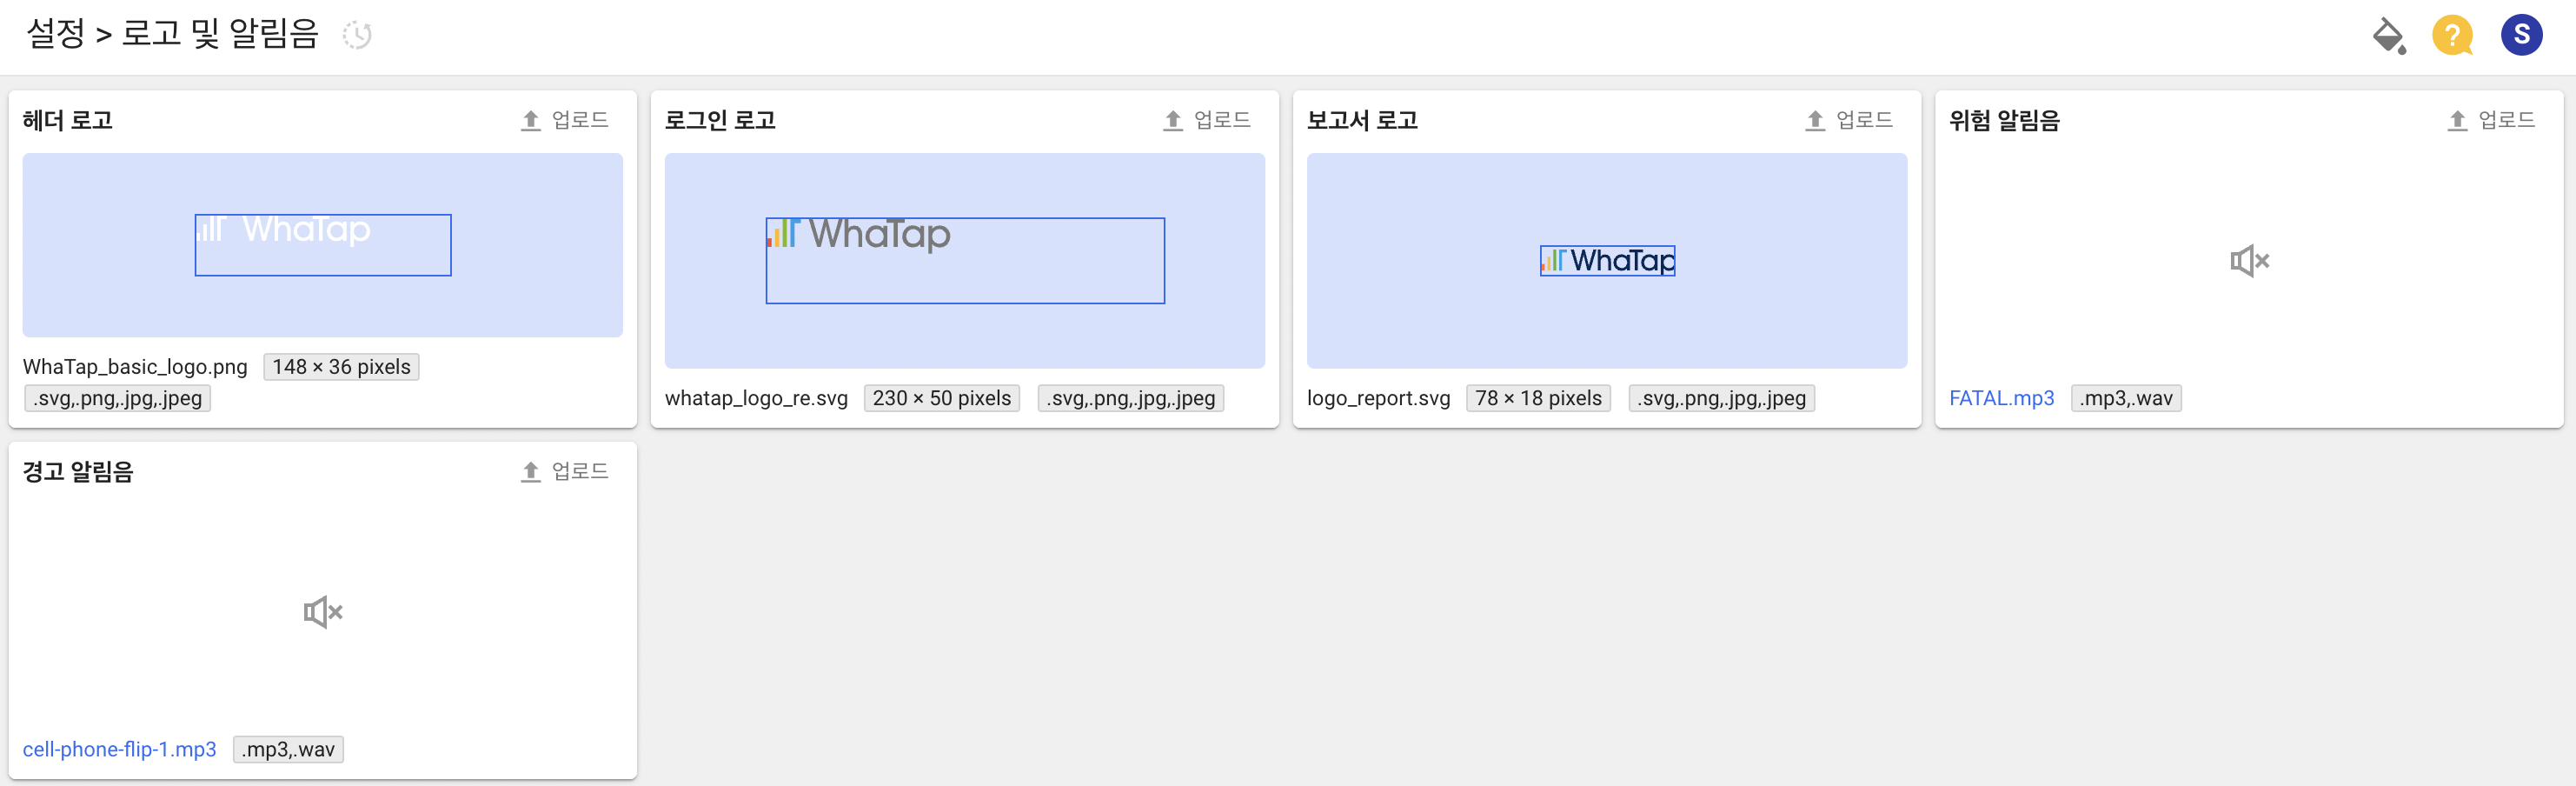 설정 > 로고 및 알림음
?
S
헤더 로고
업로드
WhaTap
WhaTap_basic_logo.png 148 × 36 pixels
.svg,.png,.jpg,.jpeg
로그인 로고
업로드
WhaTap
whatap_logo_re.svg 230 × 50 pixels .svg,.png,.jpg,.jpeg
보고서 로고
업로드
WhaTap
logo_report.svg 78 × 18 pixels .svg,.png,.jpg,.jpeg
위험 알림음
업로드
FATAL.mp3 .mp3,.wav
경고 알림음
업로드
cell-phone-flip-1.mp3 .mp3,.wav